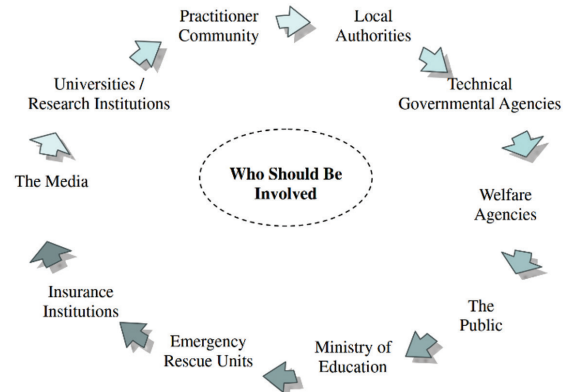 Practitioner
Community
Local
Authorities
Technical
Governmental Agencies
Welfare
Agencies
The
Public
Ministry of
Education
Emergency
Rescue Units
Insurance
Institutions
The Media
Universities /
Research Institutions
Who Should Be
Involved